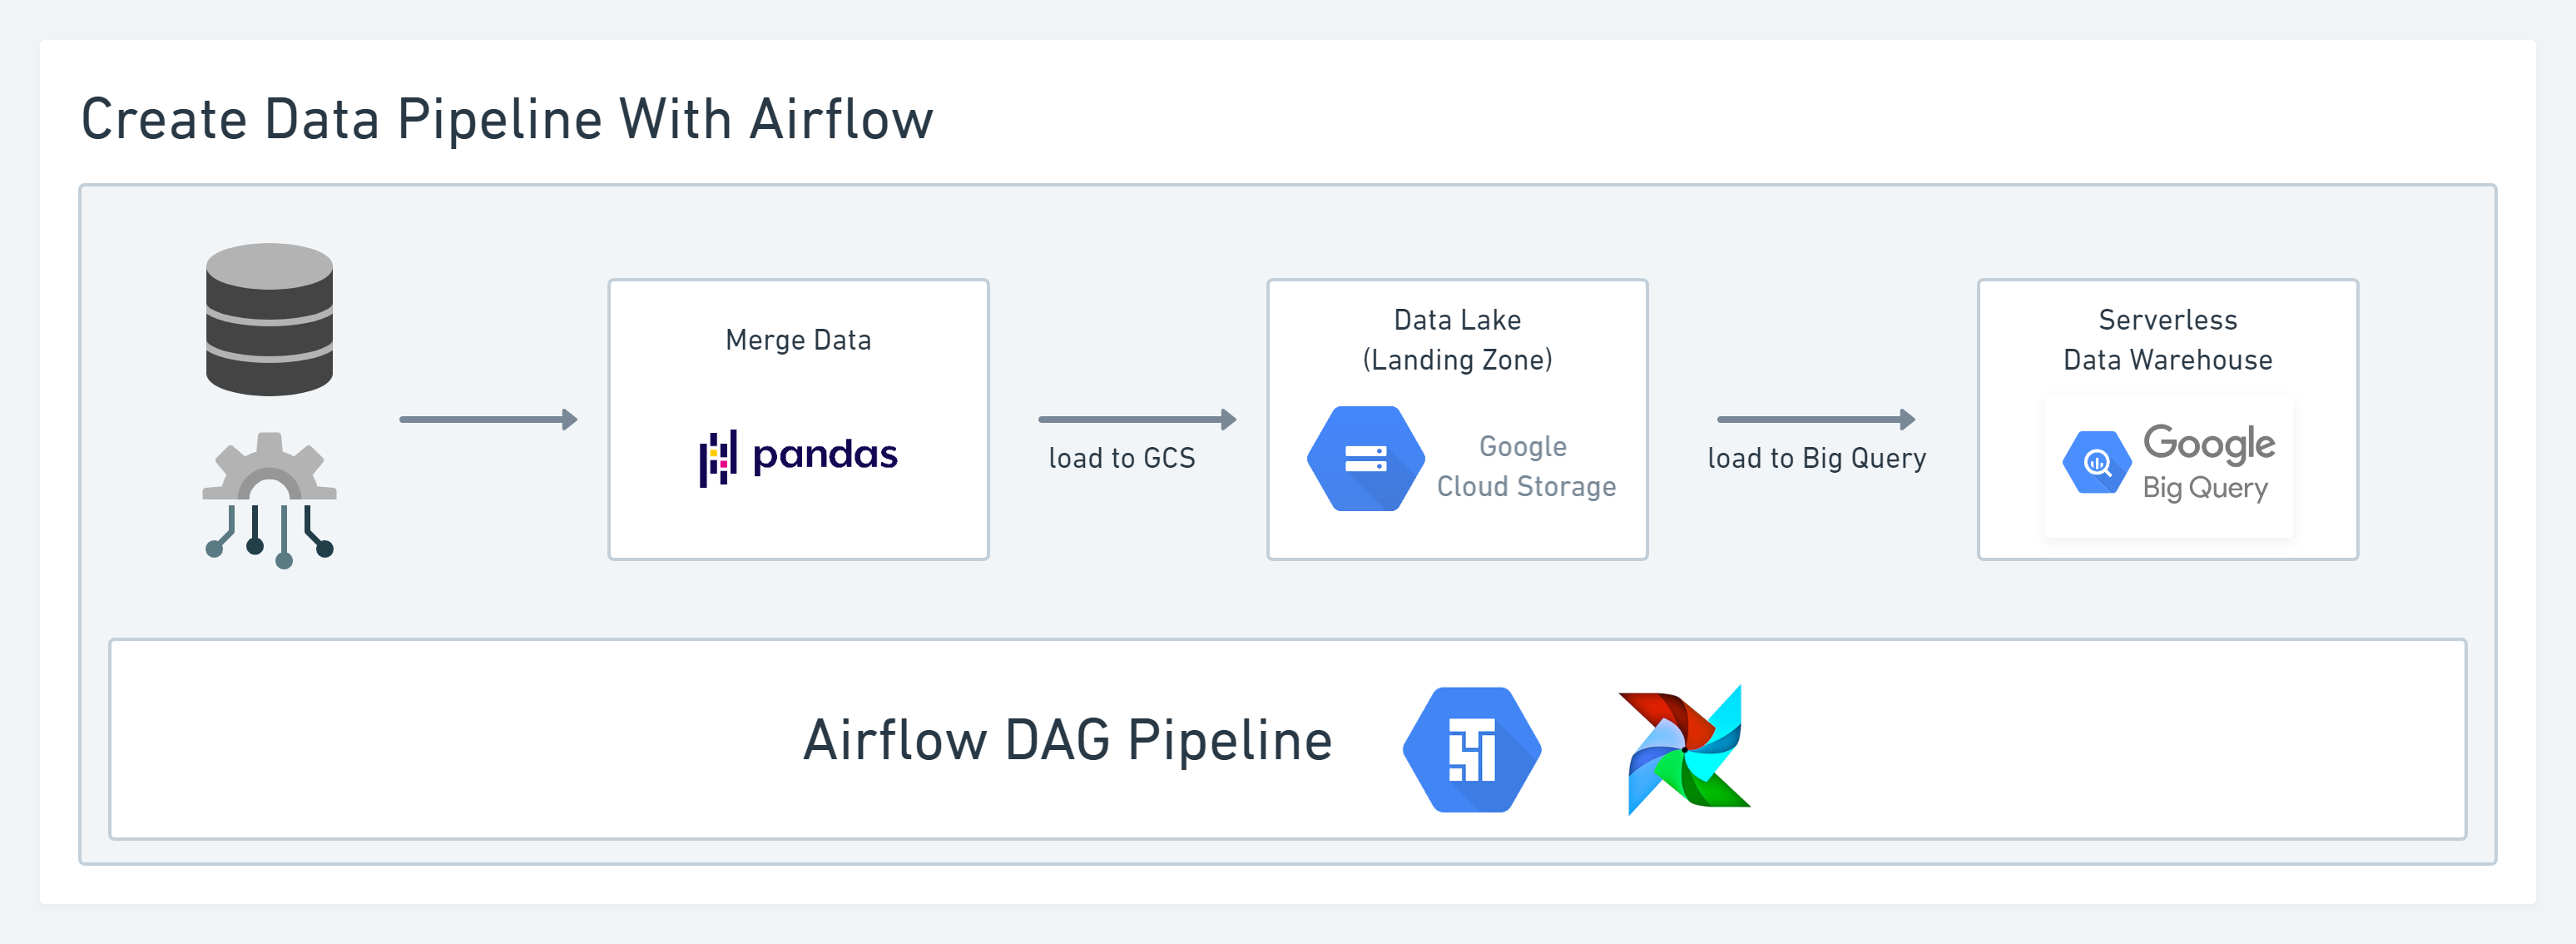 Create Data Pipeline With Airflow
Merge Data
pandas
load to GCS
Data Lake
(Landing Zone)
Google
Cloud Storage
load to Big Query
Serverless
Data Warehouse
Google
Big Query
Airflow DAG Pipeline